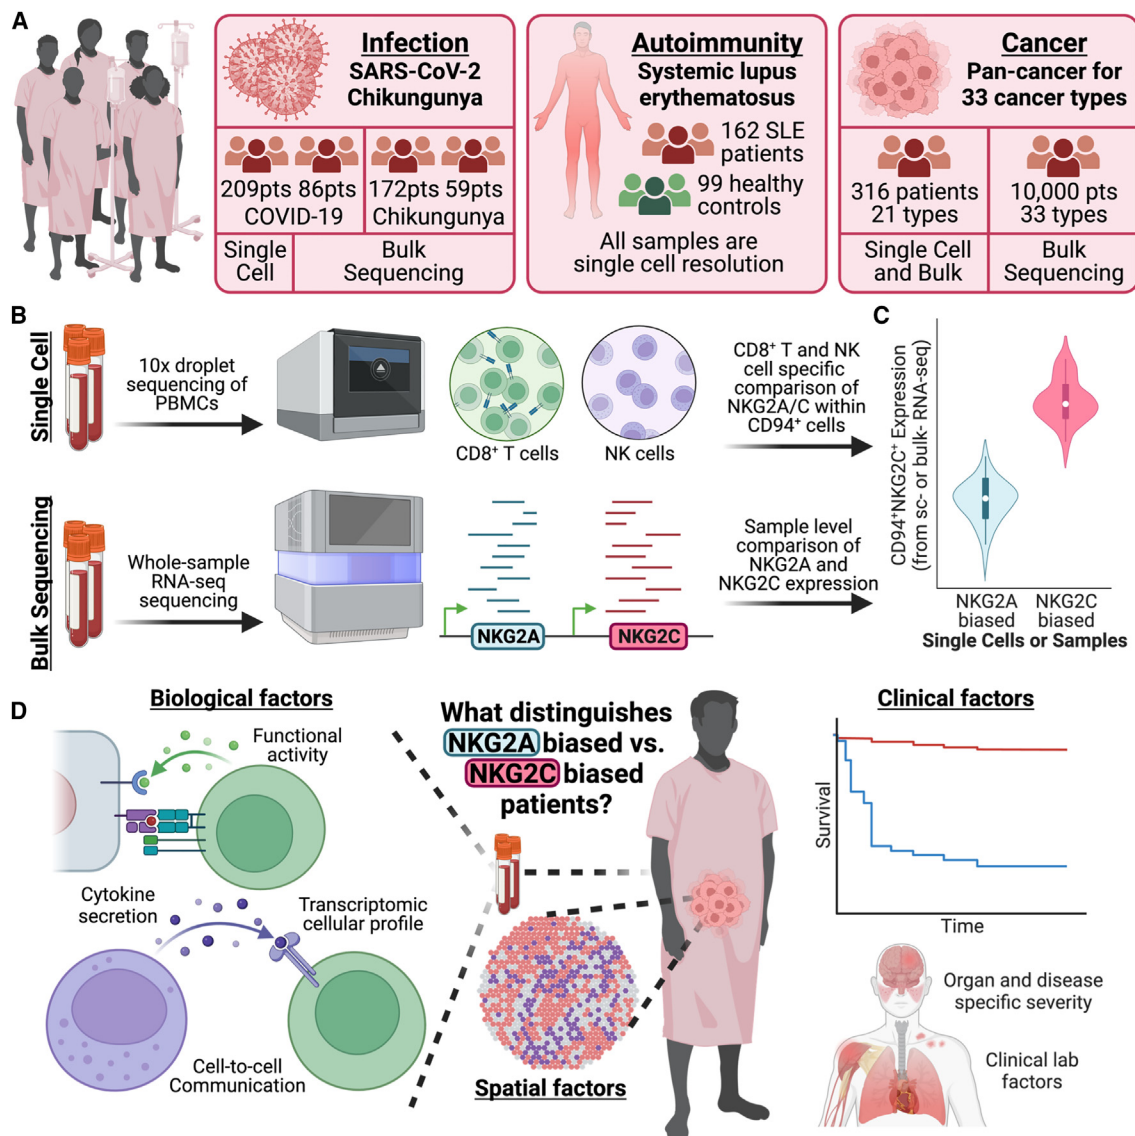 A
Infection
SARS-CoV-2
Chikungunya
209pts 86pts
COVID-19
172pts 59pts
Chikungunya
Single
Cell
Bulk
Sequencing
Autoimmunity
Systemic lupus
erythematosus
162 SLE
patients
99 healthy
controls
All samples are
single cell resolution
Cancer
Pan-cancer for
33 cancer types
316 patients
21 types
10,000 pts
33 types
Single Cell
and Bulk
Bulk
Sequencing
B
Single Cell
10x droplet
sequencing of
PBMCs
CD8⁺ T cells
NK cells
CD8⁺ T and NK
cell specific
comparison of
NKG2A/C within
CD94⁺ cells
Bulk Sequencing
Whole-sample
RNA-seq
sequencing
NKG2A
NKG2C
Sample level
comparison of
NKG2A and
NKG2C expression
C
CD94⁺NKG2C⁺ Expression
(from sc- or bulk- RNA-seq)
NKG2A
biased
NKG2C
biased
Single Cells or Samples
D
Biological factors
Functional
activity
Cytokine
secretion
Transcriptomic
cellular profile
Cell-to-cell
Communication
What distinguishes
NKG2A biased vs.
NKG2C biased
patients?
Spatial factors
Clinical factors
Survival
Time
Organ and disease
specific severity
Clinical lab
factors